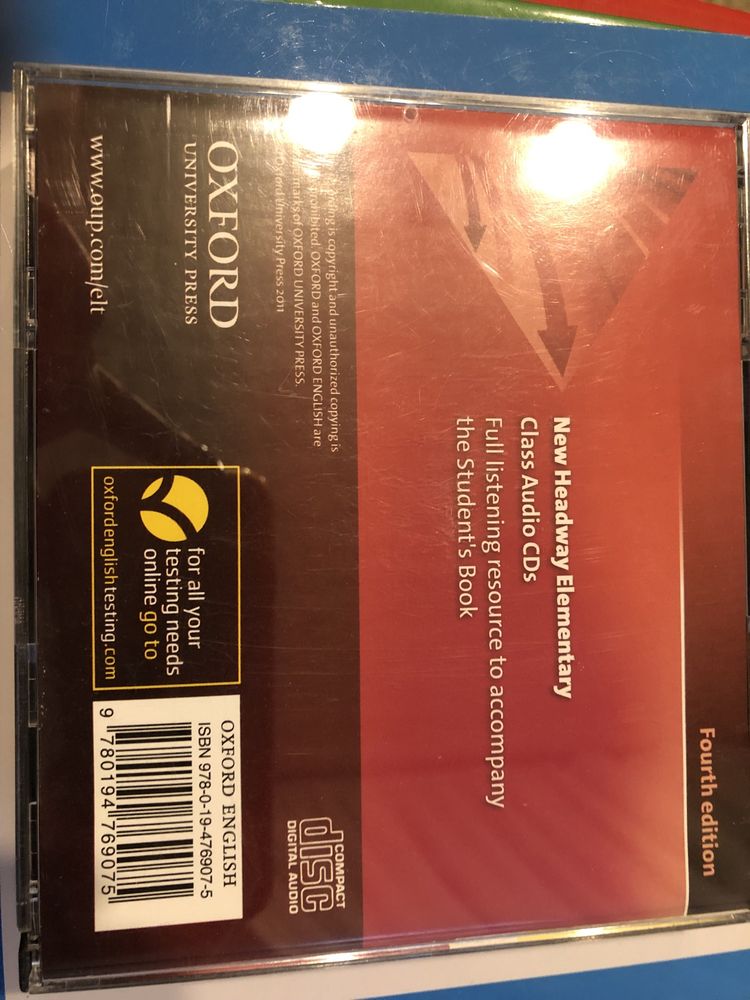 Fourth edition
New Headway Elementary
Class Audio CDs
Full listening resource to accompany
the Student's Book
is copyright and unauthorized copying is
prohibited. OXFORD and OXFORD ENGLISH are
marks of OXFORD UNIVERSITY PRESS.
Oxford University Press 2011
OXFORD
UNIVERSITY PRESS
www.oup.com/elt
for all your
testing needs
online go to
oxfordenglishtesting.com
COMPACT
disc
DIGITAL AUDIO
OXFORD ENGLISH
ISBN 978-0-19-476907-5
9 780194 769075